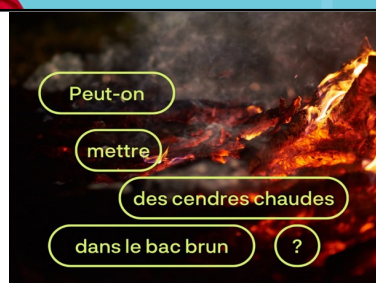 Peut-on
mettre
des cendres chaudes
dans le bac brun ?